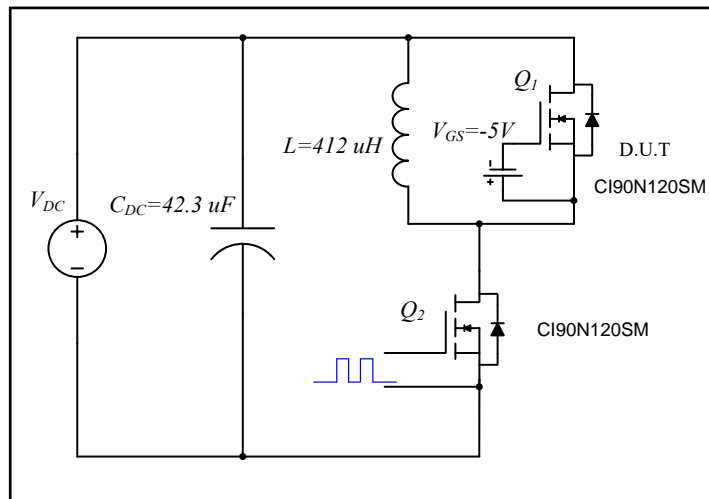 Q1
VGS=-5V
L=412 uH
D.U.T
CI90N120SM
VDC
CDC=42.3 uF
Q2
CI90N120SM